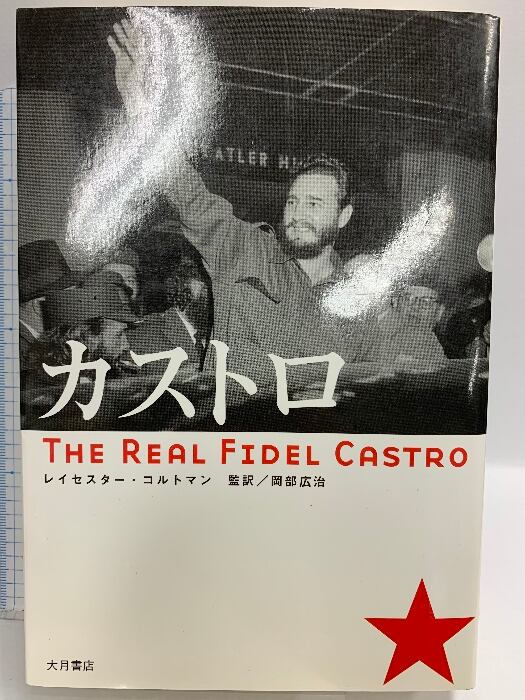 ATLER HI
カストロ
THE REAL FIDEL CASTRO
レイセスター・コルトマン 監訳／岡部広治
大月書店